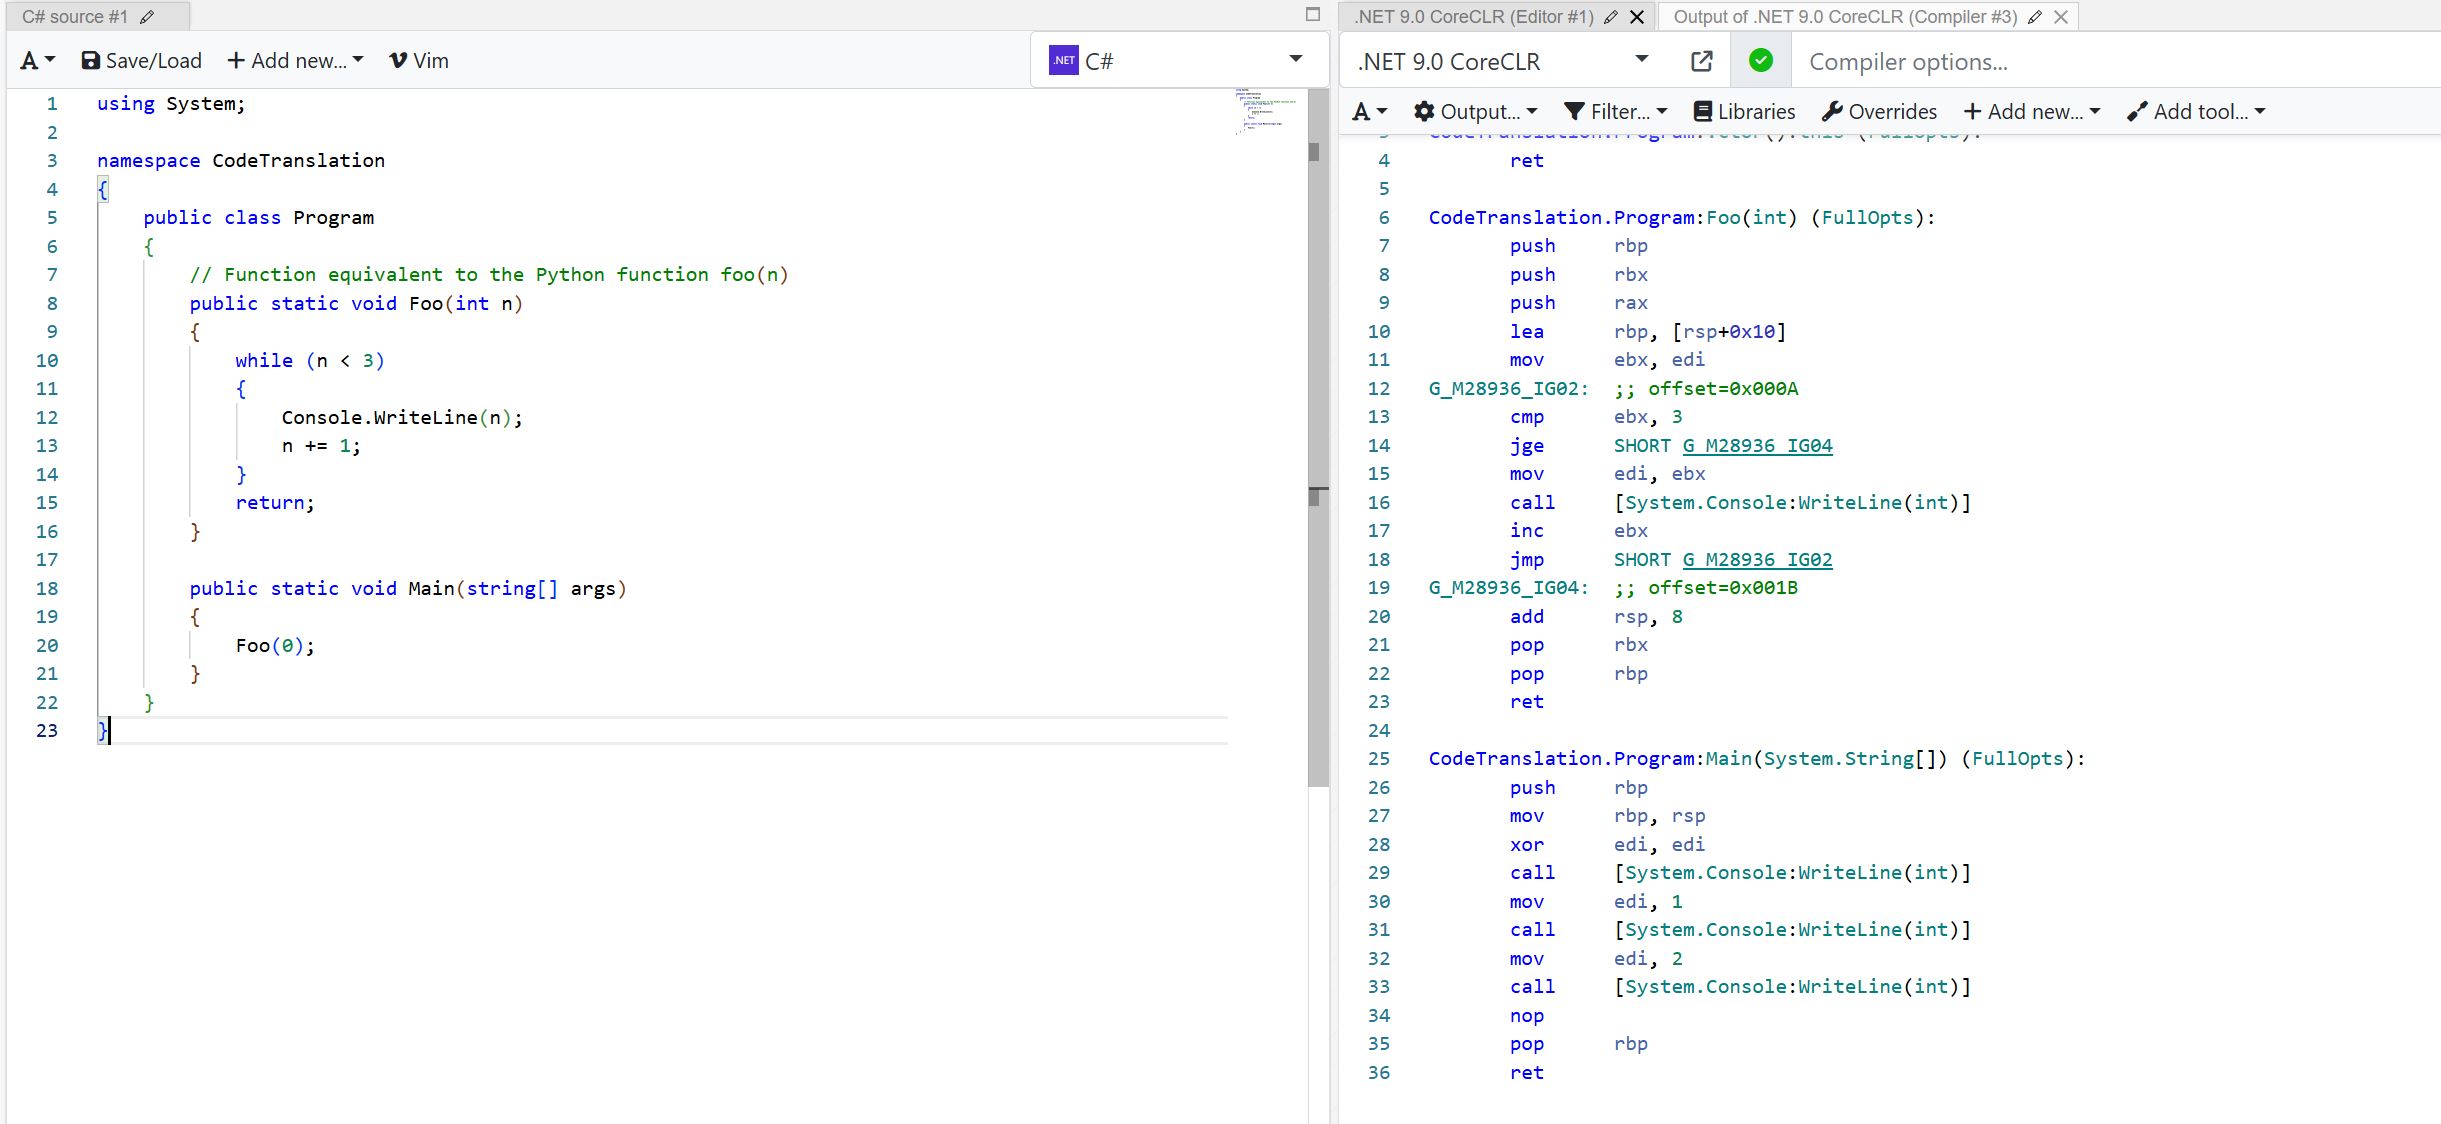 C# source #1
A Save/Load Add new... Vim
C#
1 using System;
2
3 namespace CodeTranslation
4 {
5     public class Program
6     {
7         // Function equivalent to the Python function foo(n)
8         public static void Foo(int n)
9         {
10             while (n < 3)
11             {
12                 Console.WriteLine(n);
13                 n += 1;
14             }
15             return;
16         }
17
18         public static void Main(string[] args)
19         {
20             Foo(0);
21         }
22     }
23 }
.NET 9.0 CoreCLR (Editor #1) Output of .NET 9.0 CoreCLR (Compiler #3)
.NET 9.0 CoreCLR Compiler options...
A Output... Filter... Libraries Overrides Add new... Add tool...
4 ret
5
6 CodeTranslation.Program:Foo(int) (FullOpts):
7 push rbp
8 push rbx
9 push rax
10 lea rbp, [rsp+0x10]
11 mov ebx, edi
12 G_M28936_IG02: ;; offset=0x000A
13 cmp ebx, 3
14 jge SHORT G_M28936_IG04
15 mov edi, ebx
16 call [System.Console:WriteLine(int)]
17 inc ebx
18 jmp SHORT G_M28936_IG02
19 G_M28936_IG04: ;; offset=0x001B
20 add rsp, 8
21 pop rbx
22 pop rbp
23 ret
24
25 CodeTranslation.Program:Main(System.String[]) (FullOpts):
26 push rbp
27 mov rbp, rsp
28 xor edi, edi
29 call [System.Console:WriteLine(int)]
30 mov edi, 1
31 call [System.Console:WriteLine(int)]
32 mov edi, 2
33 call [System.Console:WriteLine(int)]
34 nop
35 pop rbp
36 ret